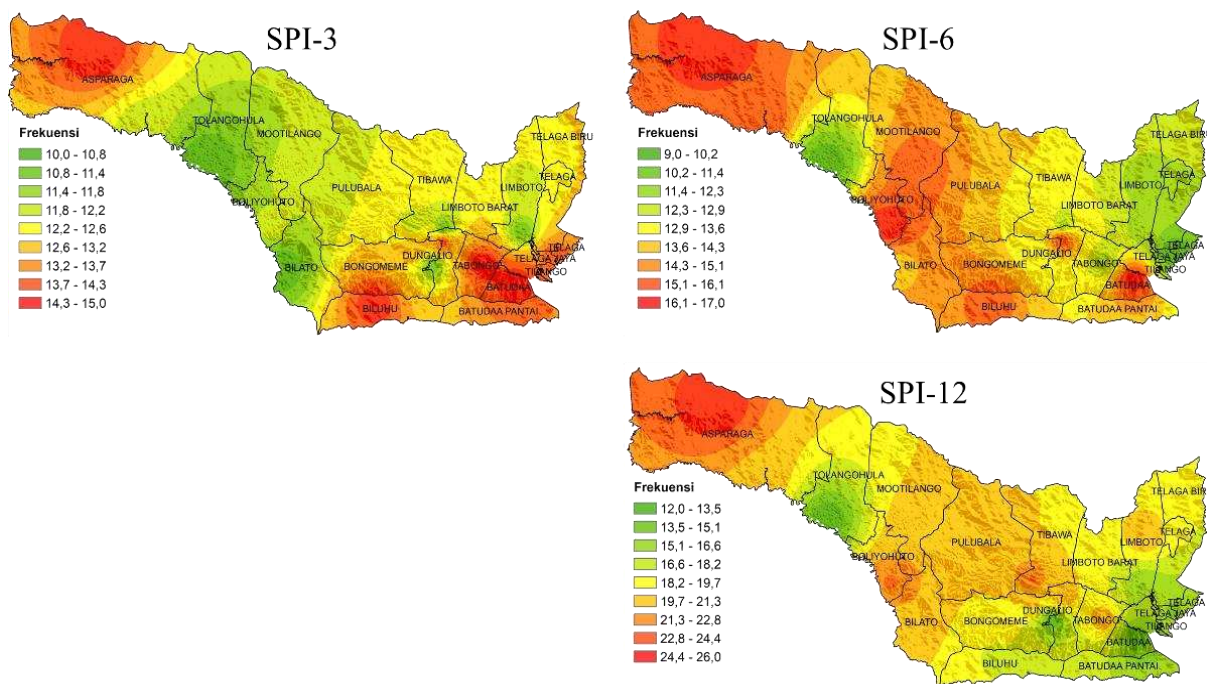 SPI-3
ASPARAGA
TOLANGOHULA
MOOTILANGO
TELAGA BIRU
TELAGA
TIBAWA
LIMBOTO
PULUBALA
LIMBOTO BARAT
BOLIYOHUTO
TELAGA
DUNGALIO
TELAGA JAYA
BILATO
BONGOMEME
TABONGO
TILANGO
BATUDAA
BILUHU
BATUDAA PANTAI
Frekuensi
10,0 - 10,8
10,8 - 11,4
11,4 - 11,8
11,8 - 12,2
12,2 - 12,6
12,6 - 13,2
13,2 - 13,7
13,7 - 14,3
14,3 - 15,0
SPI-6
ASPARAGA
TOLANGOHULA
MOOTILANGO
TELAGA BIRU
TELAGA
TIBAWA
LIMBOTO
PULUBALA
LIMBOTO BARAT
BOLIYOHUTO
TELAGA
DUNGALIO
TELAGA JAYA
BILATO
BONGOMEME
TABONGO
TILANGO
BATUDAA
BILUHU
BATUDAA PANTAI
Frekuensi
9,0 - 10,2
10,2 - 11,4
11,4 - 12,3
12,3 - 12,9
12,9 - 13,6
13,6 - 14,3
14,3 - 15,1
15,1 - 16,1
16,1 - 17,0
SPI-12
ASPARAGA
TOLANGOHULA
MOOTILANGO
TELAGA BIRU
TELAGA
TIBAWA
LIMBOTO
PULUBALA
LIMBOTO BARAT
BOLIYOHUTO
TELAGA
DUNGALIO
TELAGA JAYA
BILATO
BONGOMEME
TABONGO
TILANGO
BATUDAA
BILUHU
BATUDAA PANTAI
Frekuensi
12,0 - 13,5
13,5 - 15,1
15,1 - 16,6
16,6 - 18,2
18,2 - 19,7
19,7 - 21,3
21,3 - 22,8
22,8 - 24,4
24,4 - 26,0